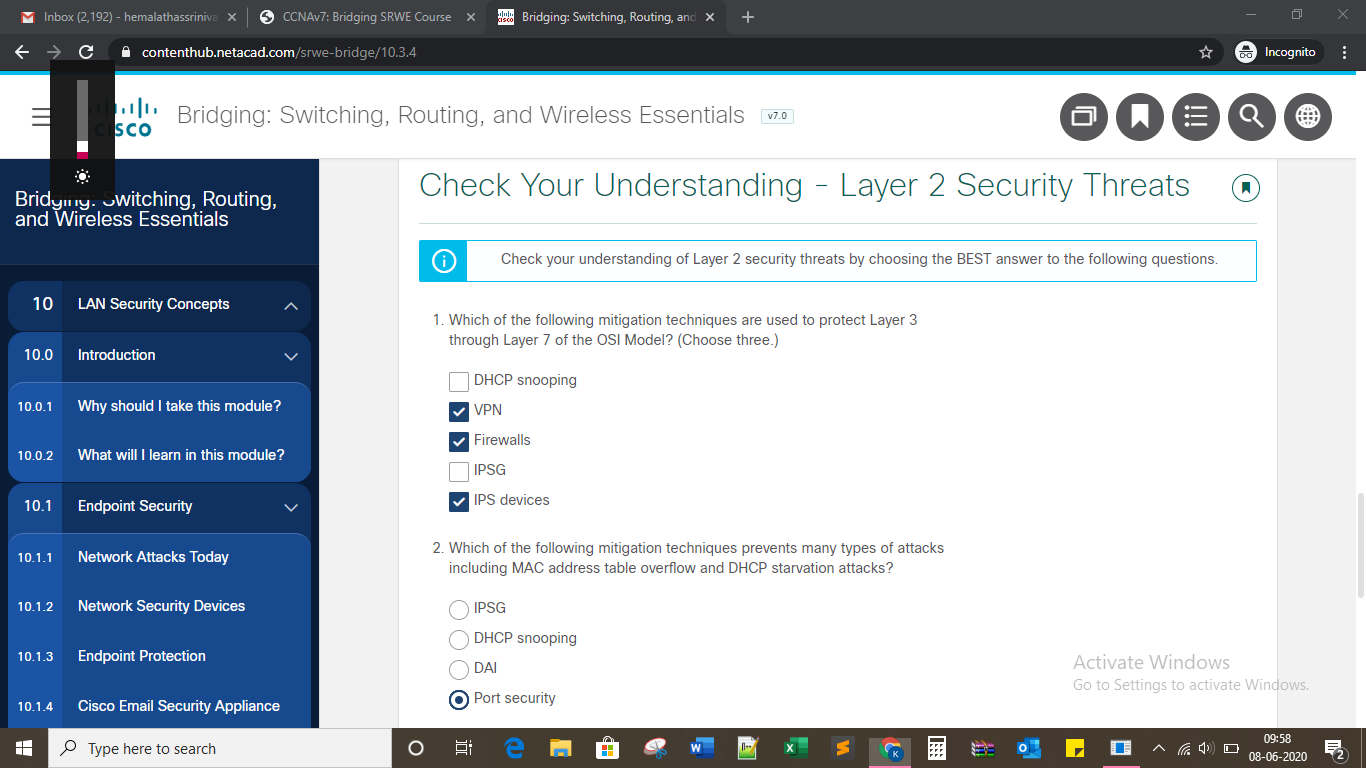 Inbox (2,192) - hemalathassriniva
CCNAv7: Bridging SRWE Course
Bridging: Switching, Routing, and
contenthub.netacad.com/srwe-bridge/10.3.4
Incognito
CISCO
Bridging: Switching, Routing, and Wireless Essentials
v7.0
Bridging: Switching, Routing,
and Wireless Essentials
10 LAN Security Concepts
10.0 Introduction
10.0.1 Why should I take this module?
10.0.2 What will I learn in this module?
10.1 Endpoint Security
10.1.1 Network Attacks Today
10.1.2 Network Security Devices
10.1.3 Endpoint Protection
10.1.4 Cisco Email Security Appliance
Check Your Understanding - Layer 2 Security Threats
Check your understanding of Layer 2 security threats by choosing the BEST answer to the following questions.
1. Which of the following mitigation techniques are used to protect Layer 3
through Layer 7 of the OSI Model? (Choose three.)
DHCP snooping
VPN
Firewalls
IPSG
IPS devices
2. Which of the following mitigation techniques prevents many types of attacks
including MAC address table overflow and DHCP starvation attacks?
IPSG
DHCP snooping
DAI
Port security
Activate Windows
Go to Settings to activate Windows.
Type here to search
09:58
08-06-2020
2